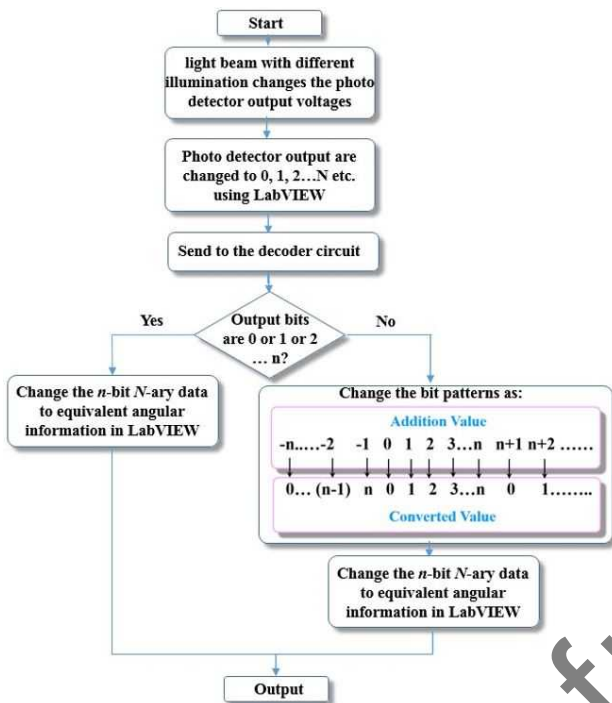 Start
light beam with different
illumination changes the photo
detector output voltages
Photo detector output are
changed to 0, 1, 2…N etc.
using LabVIEW
Send to the decoder circuit
Output bits
are 0 or 1 or 2
… n?
Yes
No
Change the n-bit N-ary data
to equivalent angular
information in LabVIEW
Change the bit patterns as:
Addition Value
-n..…-2 -1 0 1 2 3…n n+1 n+2 ……
0… (n-1) n 0 1 2 3…n 0 1……..
Converted Value
Change the n-bit N-ary data
to equivalent angular
information in LabVIEW
Output